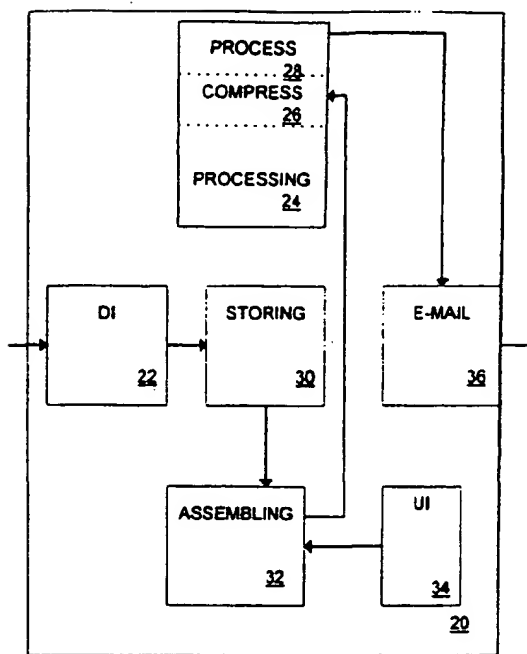 PROCESS
28
COMPRESS
26
PROCESSING
24
DI
22
STORING
30
E-MAIL
36
ASSEMBLING
32
UI
34
20